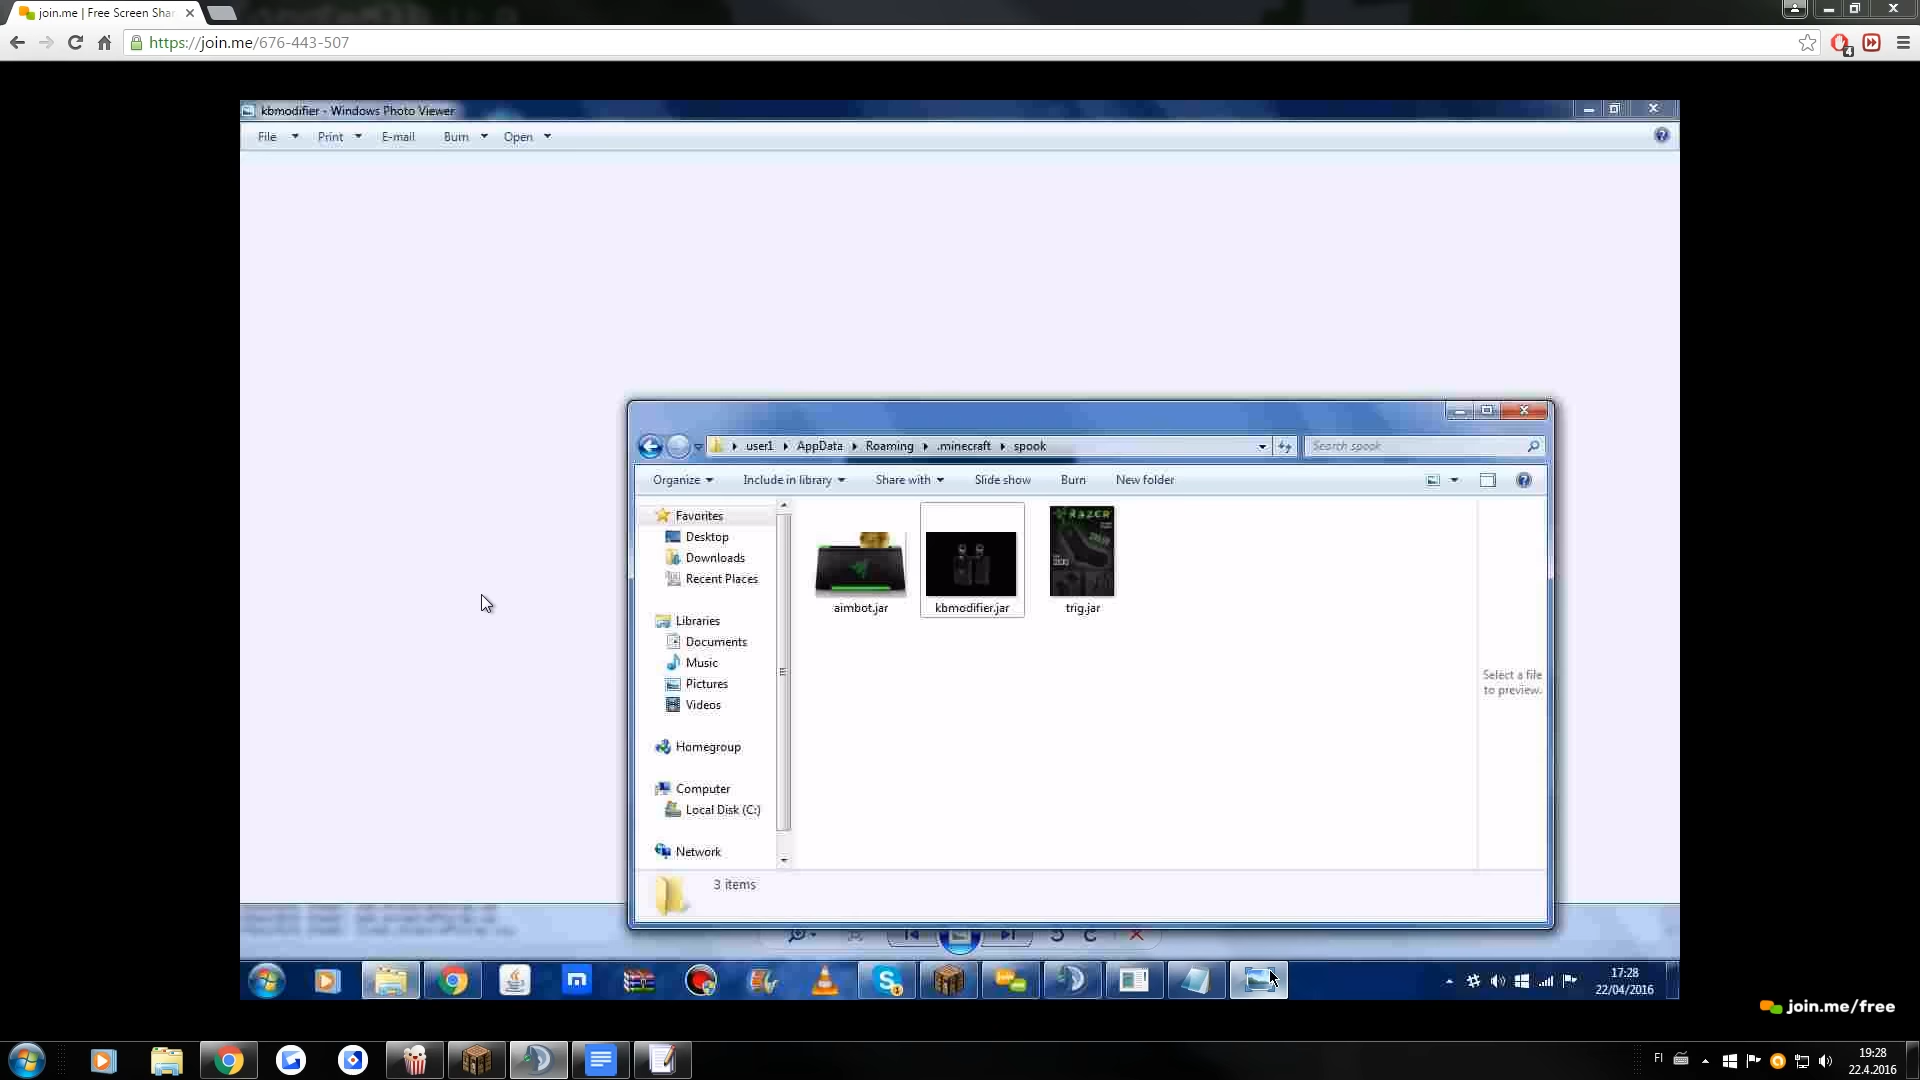 join.me | Free Screen Shar
https://join.me/676-443-507
4
kbmodifier - Windows Photo Viewer
File Print E-mail Burn Open
user1 AppData Roaming .minecraft spook
Search spook
Organize Include in library Share with Slide show Burn New folder
Favorites
Desktop
Downloads
Recent Places
Libraries
Documents
Music
Pictures
Videos
Homegroup
Computer
Local Disk (C:)
Network
RAZER
aimbot.jar
kbmodifier.jar
trig.jar
Select a file
to preview.
3 items
17:28
22/04/2016
join.me/free
FI
19:28
22.4.2016